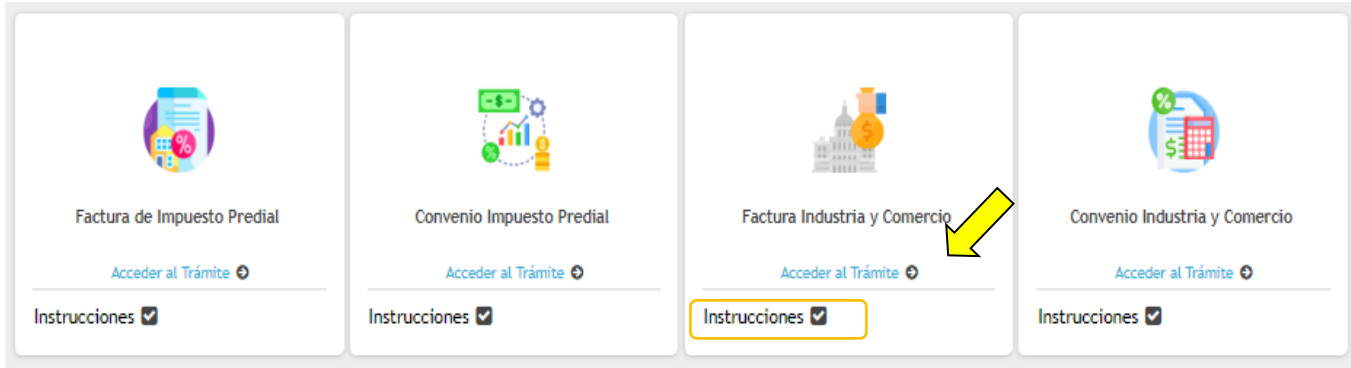 Factura de Impuesto Predial
Acceder al Trámite
Instrucciones
Convenio Impuesto Predial
Acceder al Trámite
Instrucciones
Factura Industria y Comercio
Acceder al Trámite
Instrucciones
Convenio Industria y Comercio
Acceder al Trámite
Instrucciones